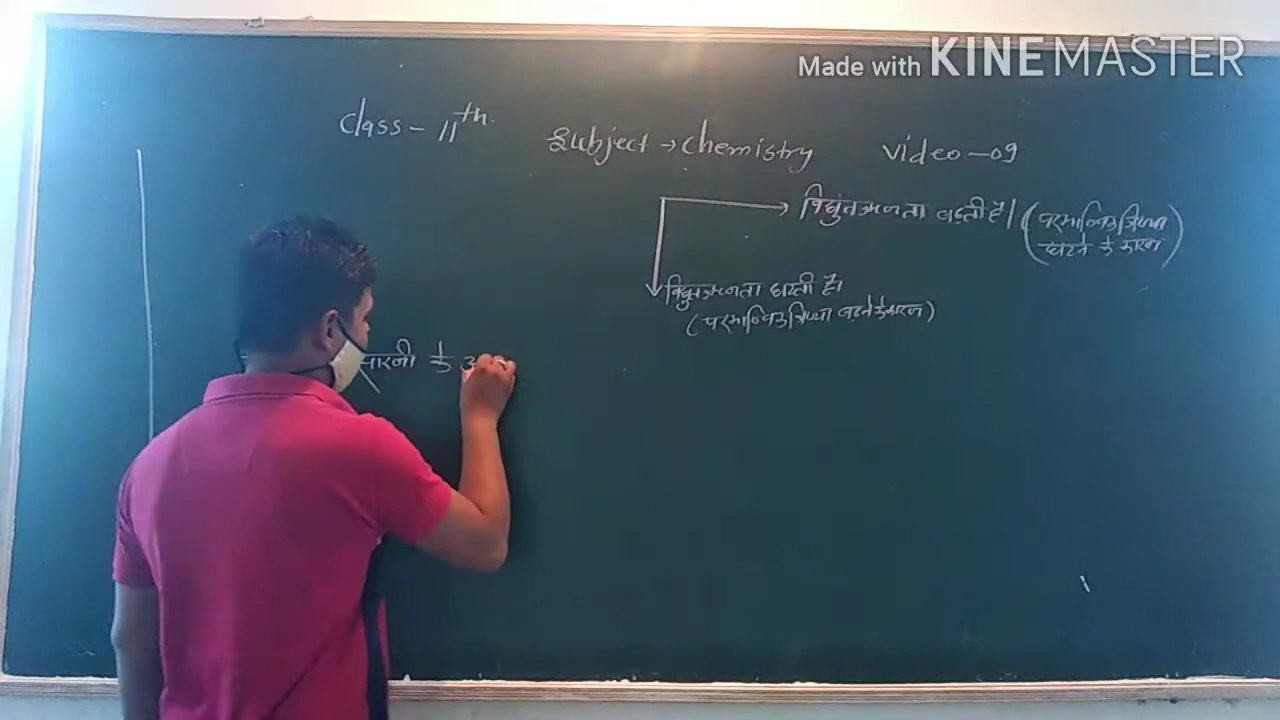 Made with KINEMASTER
Class - 11th.
Subject → Chemistry
Video - 09
विद्युतऋणता बढ़ती है। (परमाण्विक त्रिज्या
घटने के कारण)
विद्युतऋणता घटती है।
(परमाण्विक त्रिज्या बढ़ने के कारण)
सारणी के